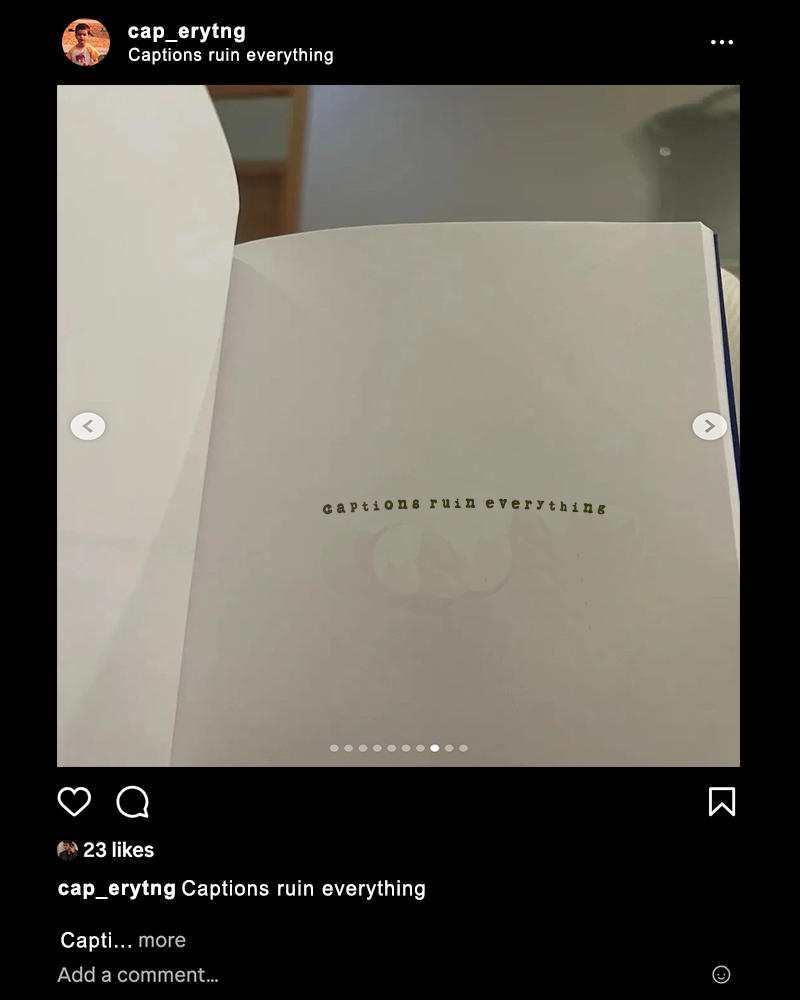 cap_erytng
Captions ruin everything
captions ruin everything
23 likes
cap_erytng Captions ruin everything
Capti... more
Add a comment...